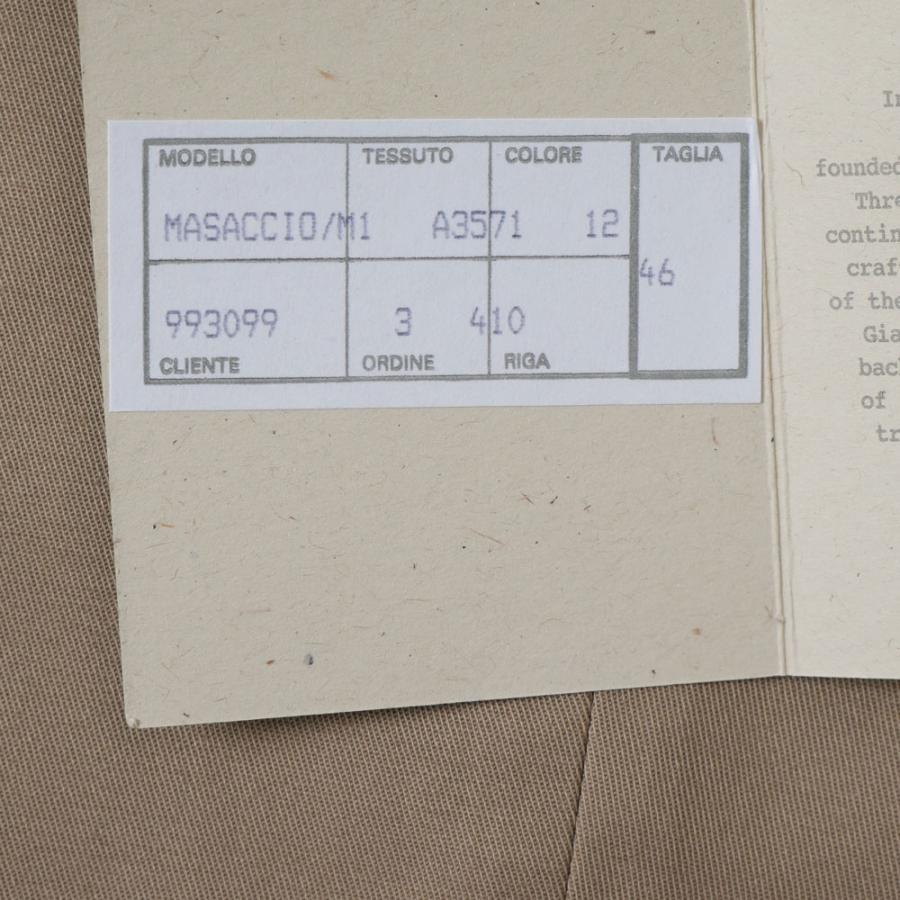 MODELLO TESSUTO COLORE TAGLIA
MASACCIO/M1 A3571 12
46
993099 3 410
CLIENTE ORDINE RIGA
In
founded
Thre
contin
craf
of the
Gia
bac
of
tr